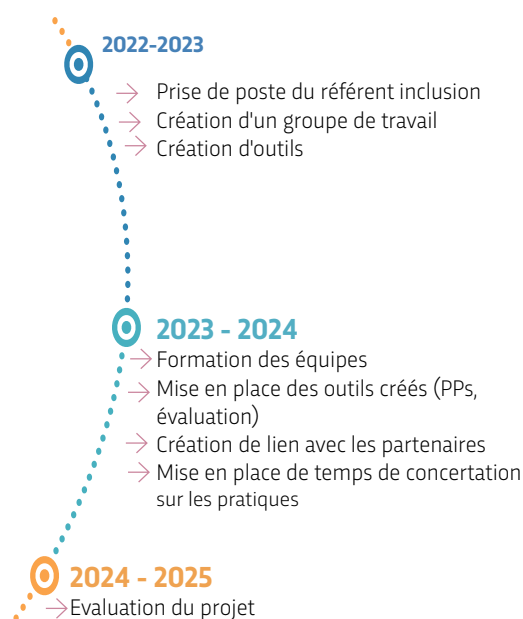 2022-2023
Prise de poste du référent inclusion
Création d'un groupe de travail
Création d'outils
2023 - 2024
Formation des équipes
Mise en place des outils créés (PPs,
évaluation)
Création de lien avec les partenaires
Mise en place de temps de concertation
sur les pratiques
2024 - 2025
Evaluation du projet